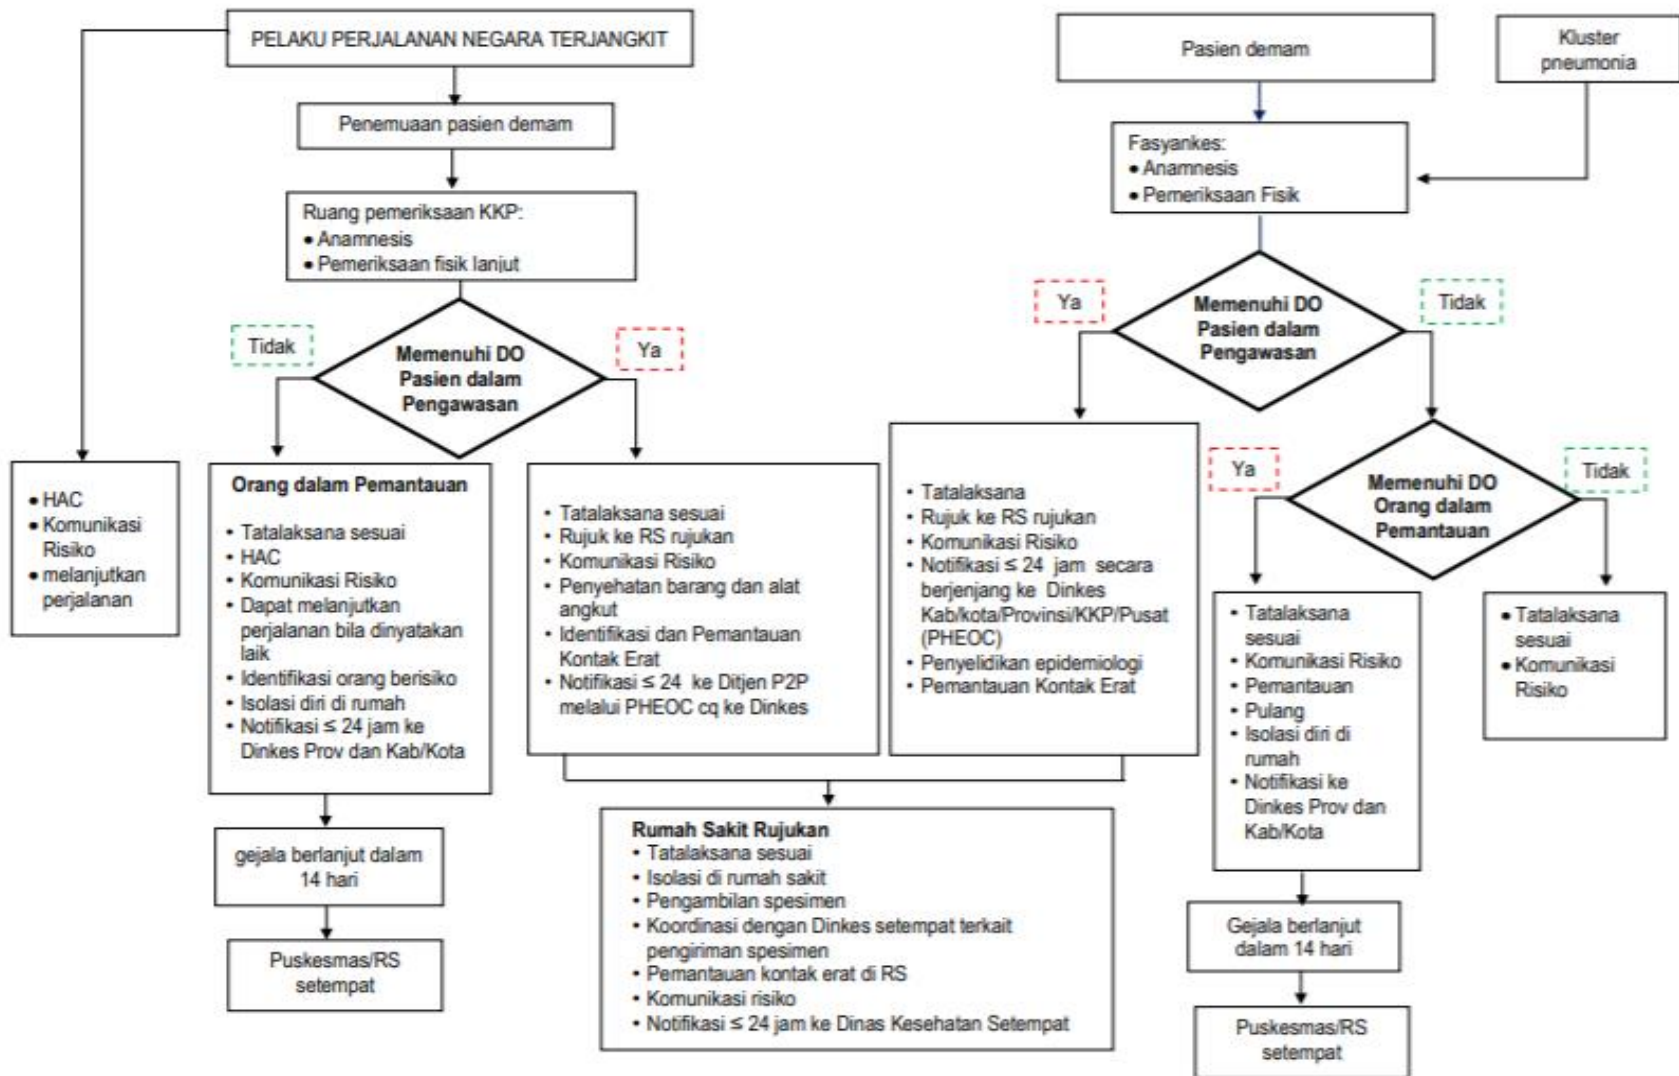 PELAKU PERJALANAN NEGARA TERJANGKIT
Penemuaan pasien demam
Ruang pemeriksaan KKP:
• Anamnesis
• Pemeriksaan fisik lanjut
Tidak
Memenuhi DO
Pasien dalam
Pengawasan
Ya
• HAC
• Komunikasi
Risiko
• melanjutkan
perjalanan
Orang dalam Pemantauan
• Tatalaksana sesuai
• HAC
• Komunikasi Risiko
• Dapat melanjutkan
perjalanan bila dinyatakan
laik
• Identifikasi orang berisiko
• Isolasi diri di rumah
• Notifikasi ≤ 24 jam ke
Dinkes Prov dan Kab/Kota
gejala berlanjut dalam
14 hari
Puskesmas/RS
setempat
• Tatalaksana sesuai
• Rujuk ke RS rujukan
• Komunikasi Risiko
• Penyehatan barang dan alat
angkut
• Identifikasi dan Pemantauan
Kontak Erat
• Notifikasi ≤ 24 ke Ditjen P2P
melalui PHEOC cq ke Dinkes
Pasien demam
Kluster
pneumonia
Fasyankes:
• Anamnesis
• Pemeriksaan Fisik
Ya
Memenuhi DO
Pasien dalam
Pengawasan
Tidak
• Tatalaksana
• Rujuk ke RS rujukan
• Komunikasi Risiko
• Notifikasi ≤ 24 jam secara
berjenjang ke Dinkes
Kab/kota/Provinsi/KKP/Pusat
(PHEOC)
• Penyelidikan epidemiologi
• Pemantauan Kontak Erat
Rumah Sakit Rujukan
• Tatalaksana sesuai
• Isolasi di rumah sakit
• Pengambilan spesimen
• Koordinasi dengan Dinkes setempat terkait
pengiriman spesimen
• Pemantauan kontak erat di RS
• Komunikasi risiko
• Notifikasi ≤ 24 jam ke Dinas Kesehatan Setempat
Ya
Memenuhi DO
Orang dalam
Pemantauan
Tidak
• Tatalaksana
sesuai
• Komunikasi Risiko
• Pemantauan
• Pulang
• Isolasi diri di
rumah
• Notifikasi ke
Dinkes Prov dan
Kab/Kota
Gejala berlanjut
dalam 14 hari
Puskesmas/RS
setempat
• Tatalaksana
sesuai
• Komunikasi
Risiko